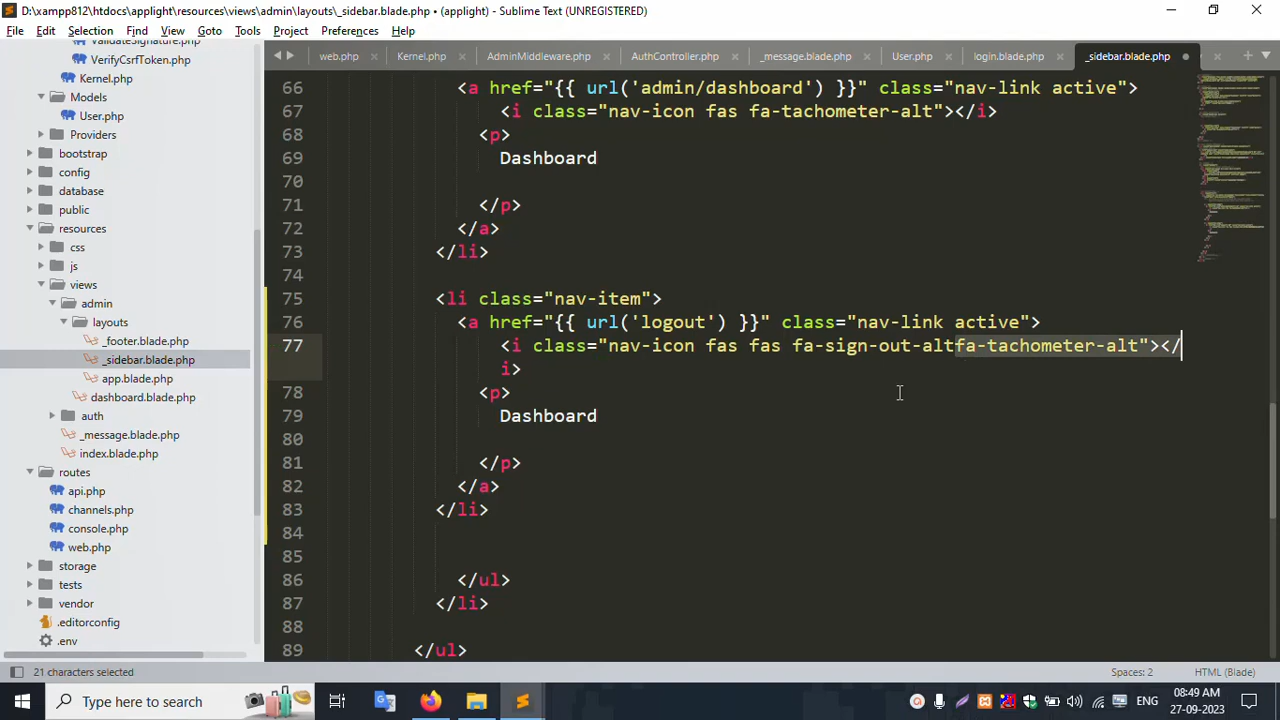 D:\xampp812\htdocs\applight\resources\views\admin\layouts\_sidebar.blade.php • (applight) - Sublime Text (UNREGISTERED)
File Edit Selection Find View Goto Tools Project Preferences Help
web.php Kernel.php AdminMiddleware.php AuthController.php _message.blade.php User.php login.blade.php _sidebar.blade.php
ValidateSignature.php
VerifyCsrfToken.php
Kernel.php
Models
User.php
Providers
bootstrap
config
database
public
resources
css
js
views
admin
layouts
_footer.blade.php
_sidebar.blade.php
app.blade.php
dashboard.blade.php
auth
_message.blade.php
index.blade.php
routes
api.php
channels.php
console.php
web.php
storage
tests
vendor
.editorconfig
.env
66 <a href="{{ url('admin/dashboard') }}" class="nav-link active">
67 <i class="nav-icon fas fa-tachometer-alt"></i>
68 <p>
69 Dashboard
70
71 </p>
72 </a>
73 </li>
74
75 <li class="nav-item">
76 <a href="{{ url('logout') }}" class="nav-link active">
77 <i class="nav-icon fas fas fa-sign-out-altfa-tachometer-alt"></
i>
78 <p>
79 Dashboard
80
81 </p>
82 </a>
83 </li>
84
85
86 </ul>
87 </li>
88
89 </ul>
21 characters selected Spaces: 2 HTML (Blade)
Type here to search
ENG
08:49 AM
27-09-2023